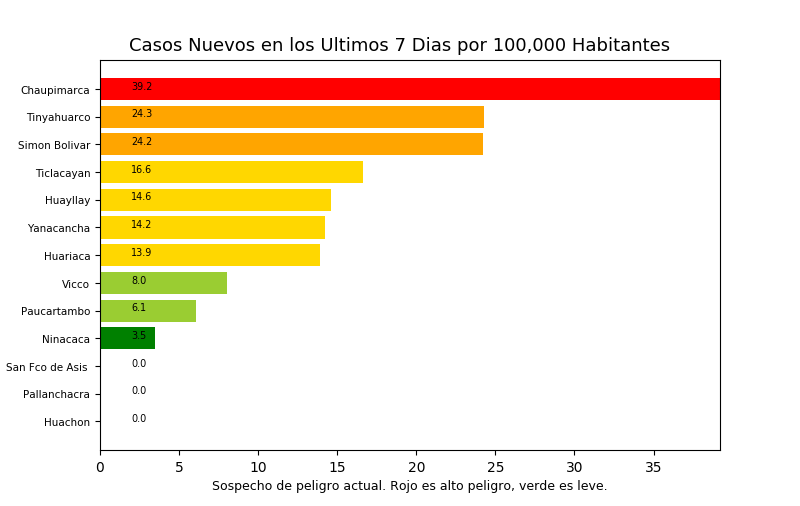 Casos Nuevos en los Ultimos 7 Dias por 100,000 Habitantes
Chaupimarca 39.2
Tinyahuarco 24.3
Simon Bolivar 24.2
Ticlacayan 16.6
Huayllay 14.6
Yanacancha 14.2
Huariaca 13.9
Vicco 8.0
Paucartambo 6.1
Ninacaca 3.5
San Fco de Asis 0.0
Pallanchacra 0.0
Huachon 0.0
0 5 10 15 20 25 30 35
Sospecho de peligro actual. Rojo es alto peligro, verde es leve.